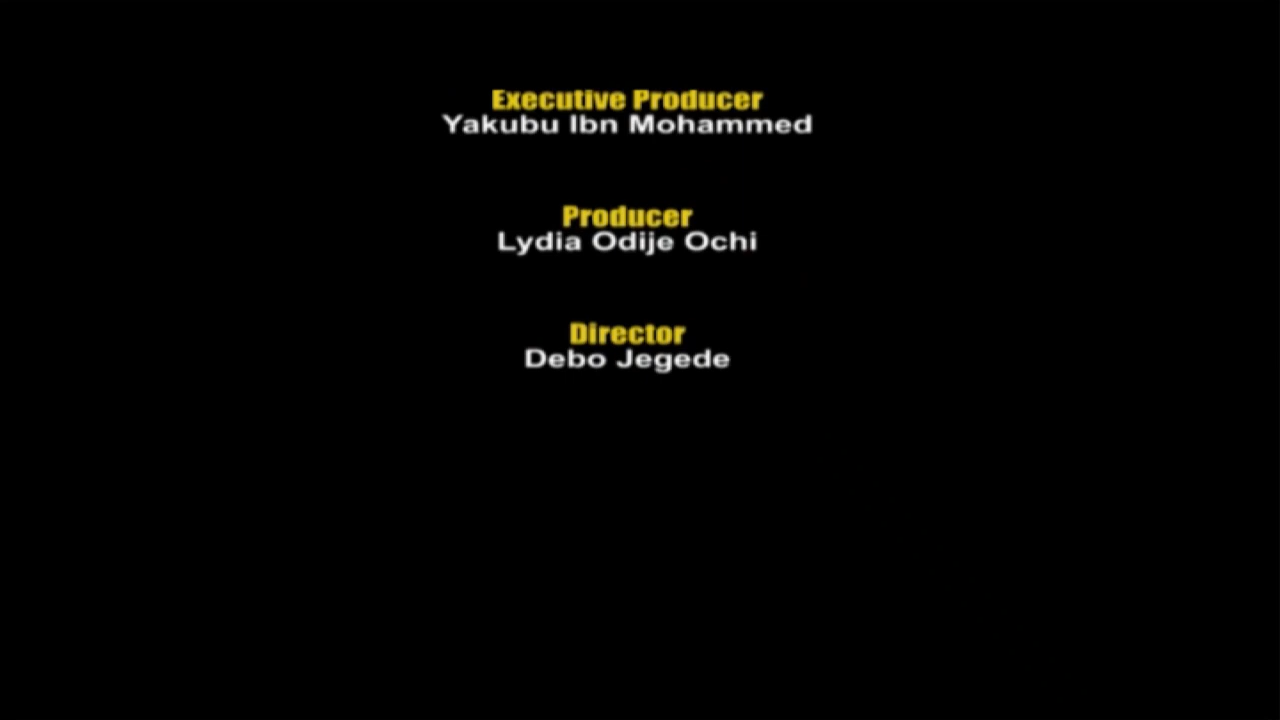 Executive Producer
Yakubu Ibn Mohammed
Producer
Lydia Odije Ochi
Director
Debo Jegede